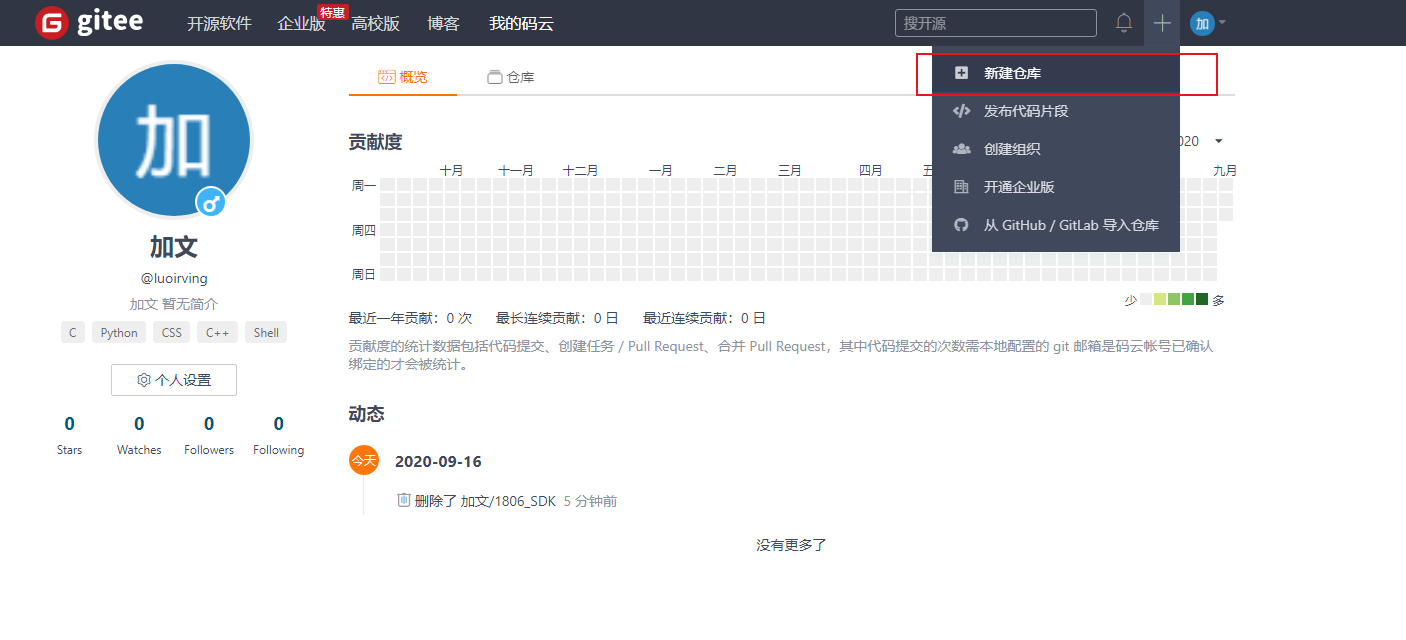 G gitee 开源软件 企业版 特惠 高校版 博客 我的码云 搜开源 加
新建仓库
发布代码片段
创建组织
开通企业版
从 GitHub / GitLab 导入仓库
加
加文
@luoirving
加文 暂无简介
C Python CSS C++ Shell
个人设置
0 0 0 0
Stars Watches Followers Following
概览 仓库
贡献度
020
十月 十一月 十二月 一月 二月 三月 四月 五 九月
周一
周四
周日
少 多
最近一年贡献：0 次 最长连续贡献：0 日 最近连续贡献：0 日
贡献度的统计数据包括代码提交、创建任务 / Pull Request、合并 Pull Request，其中代码提交的次数需本地配置的 git 邮箱是码云帐号已确认
绑定的才会被统计。
动态
今天 2020-09-16
删除了 加文/1806_SDK 5 分钟前
没有更多了